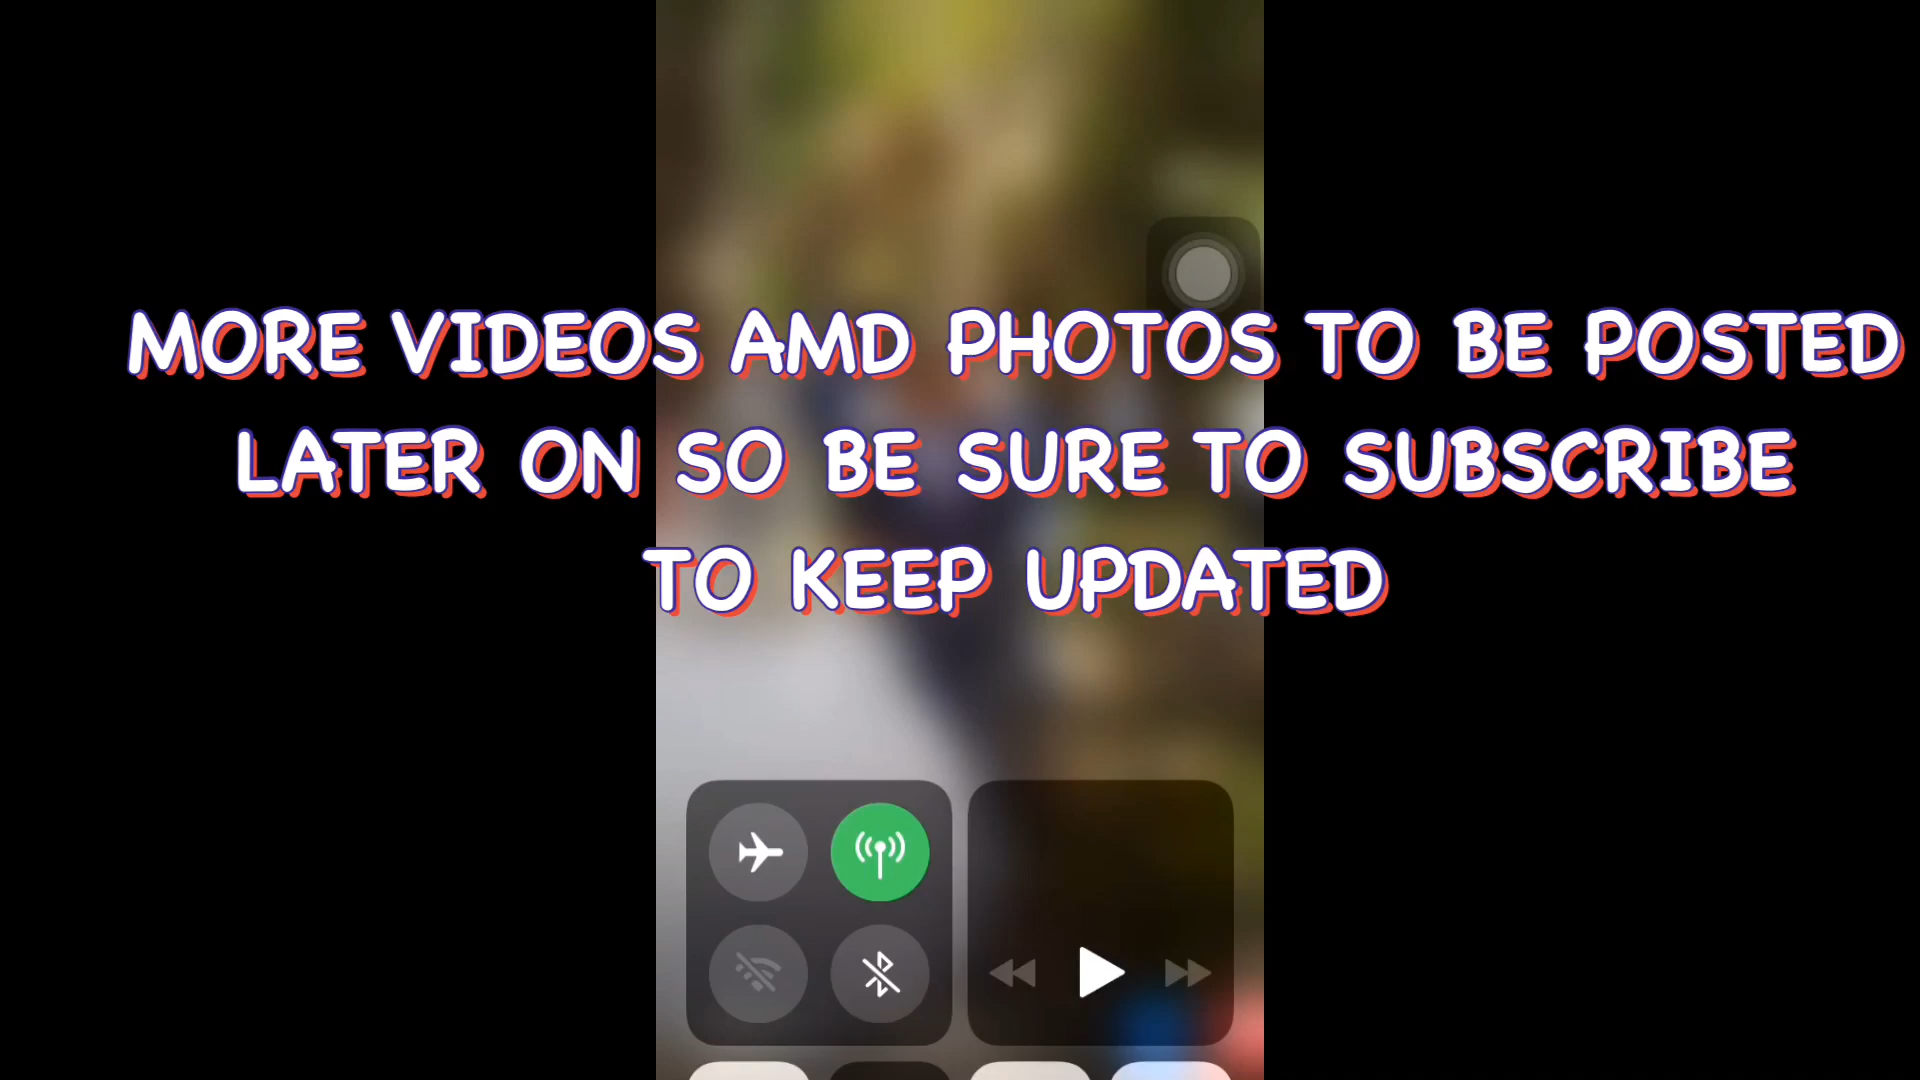 MORE VIDEOS AMD PHOTOS TO BE POSTED
LATER ON SO BE SURE TO SUBSCRIBE
TO KEEP UPDATED